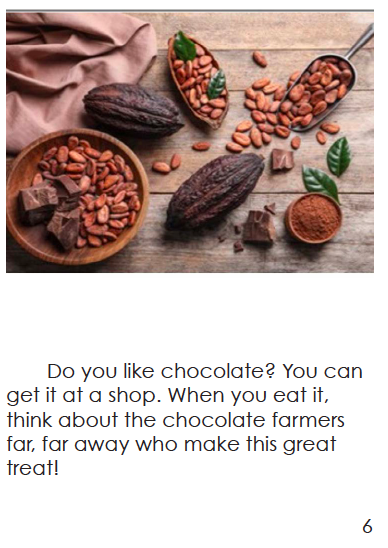 Do you like chocolate? You can
get it at a shop. When you eat it,
think about the chocolate farmers
far, far away who make this great
treat!
6